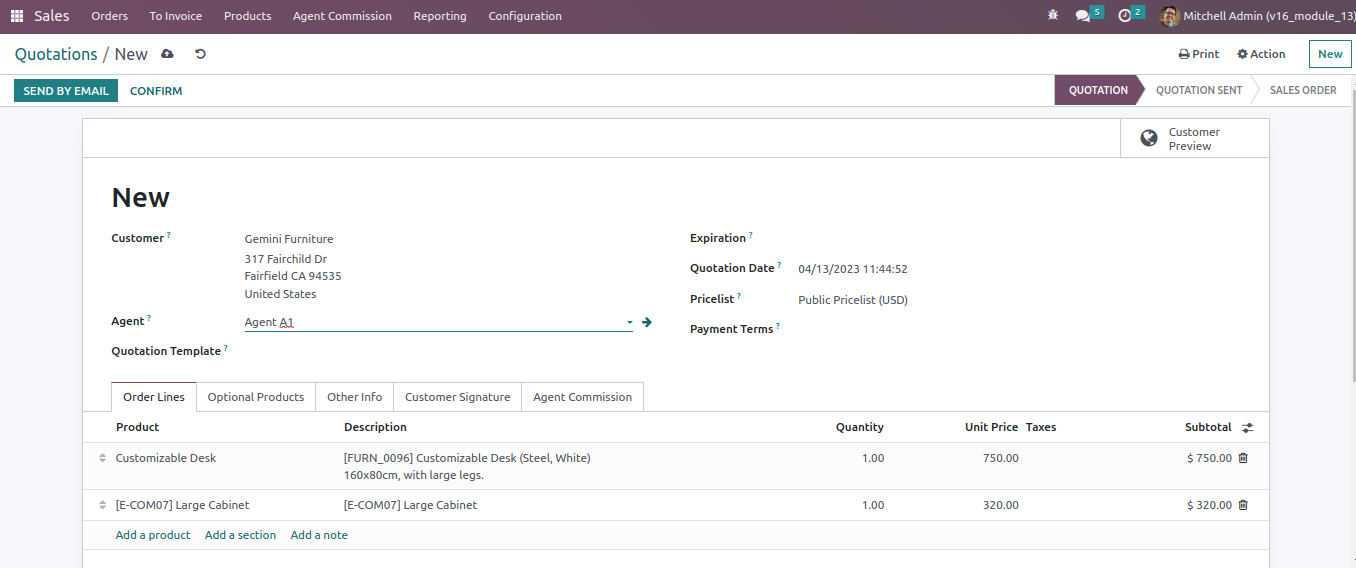 Sales Orders To Invoice Products Agent Commission Reporting Configuration 5 2 Mitchell Admin (v16_module_13)
Quotations / New Print Action New
SEND BY EMAIL CONFIRM QUOTATION QUOTATION SENT SALES ORDER
Customer
Preview
New
Customer ? Gemini Furniture Expiration ?
317 Fairchild Dr
Fairfield CA 94535 Quotation Date ? 04/13/2023 11:44:52
United States Pricelist ? Public Pricelist (USD)
Agent ? Agent A1 Payment Terms ?
Quotation Template ?
Order Lines Optional Products Other Info Customer Signature Agent Commission
Product Description Quantity Unit Price Taxes Subtotal
Customizable Desk [FURN_0096] Customizable Desk (Steel, White) 1.00 750.00 $ 750.00
160x80cm, with large legs.
[E-COM07] Large Cabinet [E-COM07] Large Cabinet 1.00 320.00 $ 320.00
Add a product Add a section Add a note